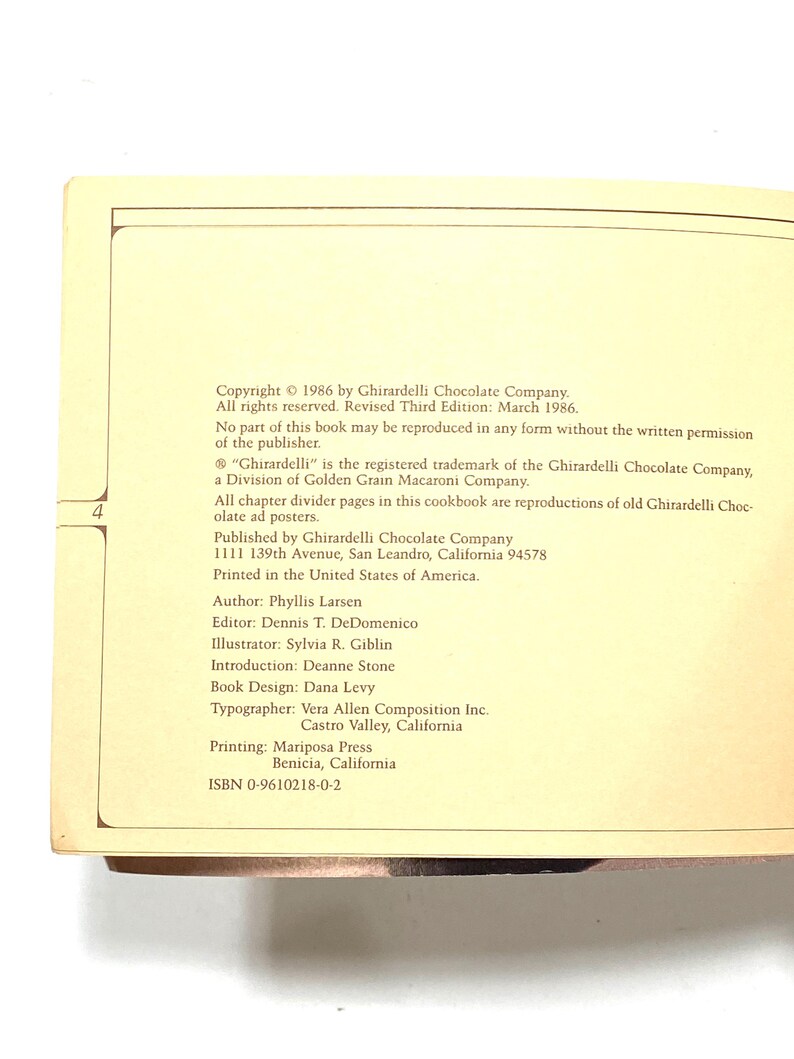 Copyright © 1986 by Ghirardelli Chocolate Company.
All rights reserved. Revised Third Edition: March 1986.
No part of this book may be reproduced in any form without the written permission
of the publisher.
® "Ghirardelli" is the registered trademark of the Ghirardelli Chocolate Company,
a Division of Golden Grain Macaroni Company.
All chapter divider pages in this cookbook are reproductions of old Ghirardelli Choc-
olate ad posters.
4
Published by Ghirardelli Chocolate Company
1111 139th Avenue, San Leandro, California 94578
Printed in the United States of America.
Author: Phyllis Larsen
Editor: Dennis T. DeDomenico
Illustrator: Sylvia R. Giblin
Introduction: Deanne Stone
Book Design: Dana Levy
Typographer: Vera Allen Composition Inc.
Castro Valley, California
Printing: Mariposa Press
Benicia, California
ISBN 0-9610218-0-2